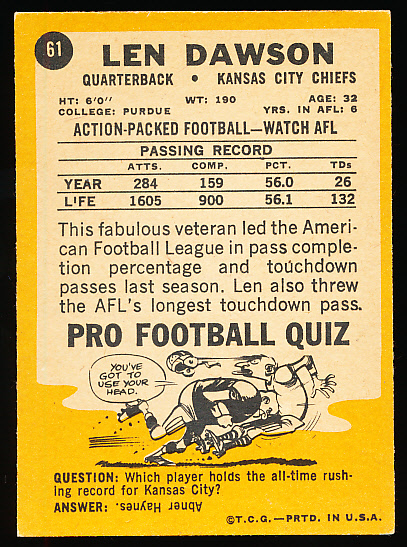 61
LEN DAWSON
QUARTERBACK • KANSAS CITY CHIEFS
HT: 6'0" WT: 190 AGE: 32
COLLEGE: PURDUE YRS. IN AFL: 6
ACTION-PACKED FOOTBALL—WATCH AFL
PASSING RECORD
ATTS. COMP. PCT. TDs
YEAR 284 159 56.0 26
LIFE 1605 900 56.1 132
This fabulous veteran led the Ameri-
can Football League in pass comple-
tion percentage and touchdown
passes last season. Len also threw
the AFL's longest touchdown pass.
PRO FOOTBALL QUIZ
YOU'VE
GOT TO
USE YOUR
HEAD.
QUESTION: Which player holds the all-time rush-
ing record for Kansas City?
ANSWER: Abner Haynes.
©T.C.G.—PRTD. IN U.S.A.